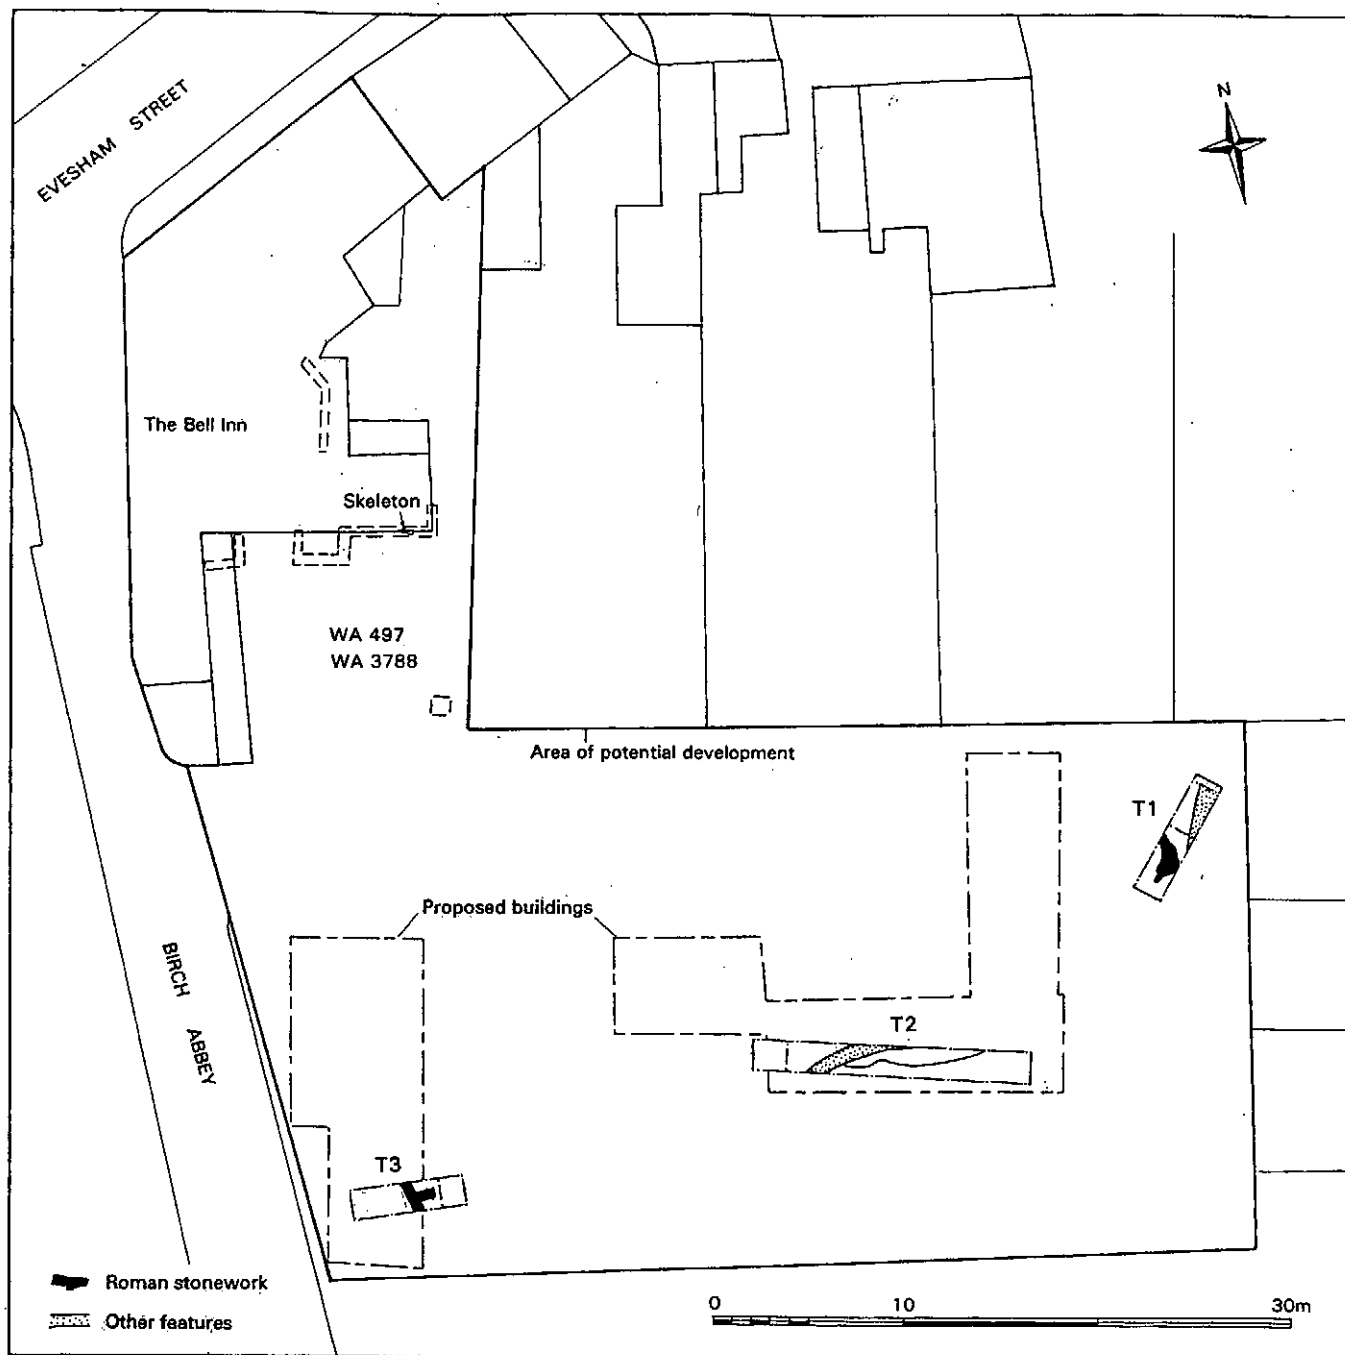 EVESHAM STREET
N
The Bell Inn
Skeleton
WA 497
WA 3788
Area of potential development
T1
Proposed buildings
BIRCH ABBEY
T2
T3
Roman stonework
Other features
0 10 30m